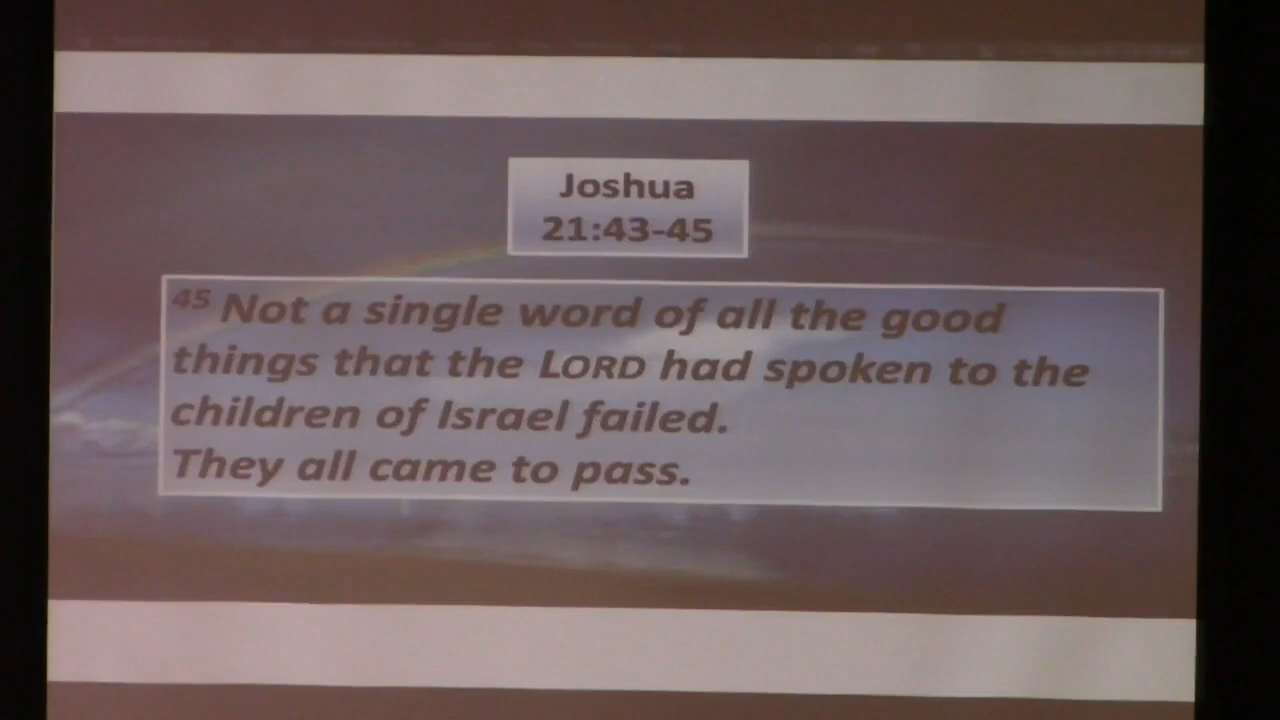 Joshua
21:43-45
45 Not a single word of all the good
things that the LORD had spoken to the
children of Israel failed.
They all came to pass.